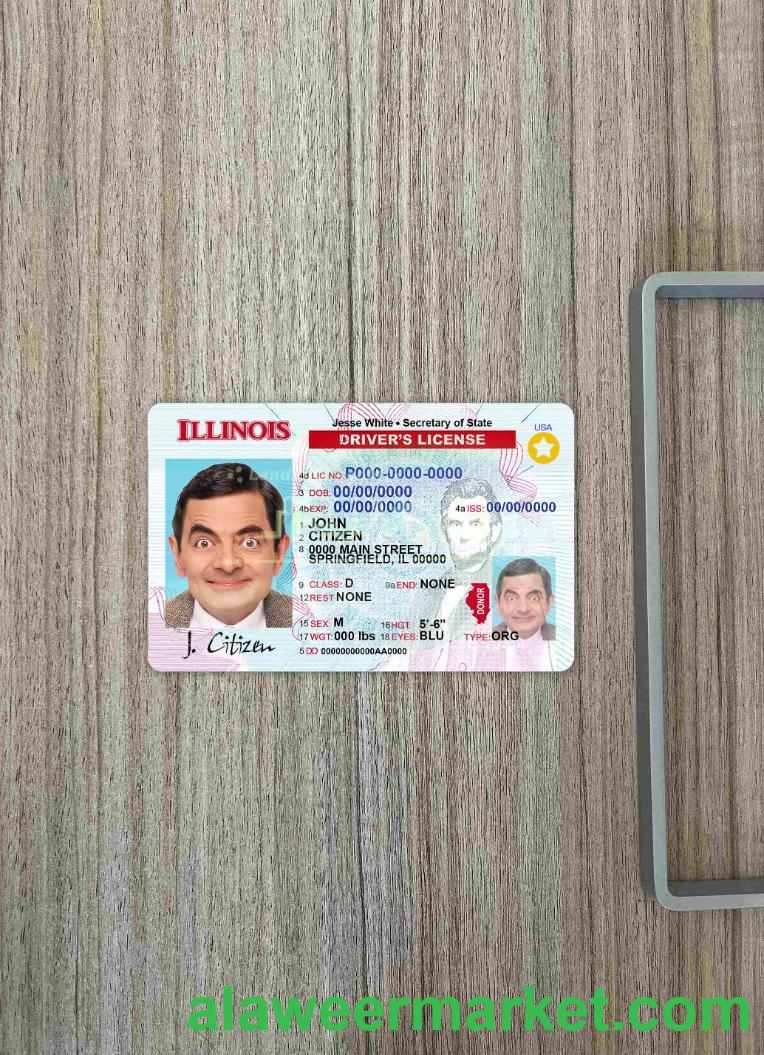 ILLINOIS
Jesse White • Secretary of State
DRIVER'S LICENSE
USA
4d LIC NO. P000-0000-0000
3 DOB: 00/00/0000
4b EXP: 00/00/0000 4a ISS: 00/00/0000
1 JOHN
2 CITIZEN
8 0000 MAIN STREET
SPRINGFIELD, IL 00000
9 CLASS: D 9a END: NONE
12 REST NONE
DONOR
15 SEX M 16 HGT 5'-6"
17 WGT: 000 lbs 18 EYES: BLU TYPE: ORG
5 DD 00000000000AA0000
J. Citizen
alaweermarket.com